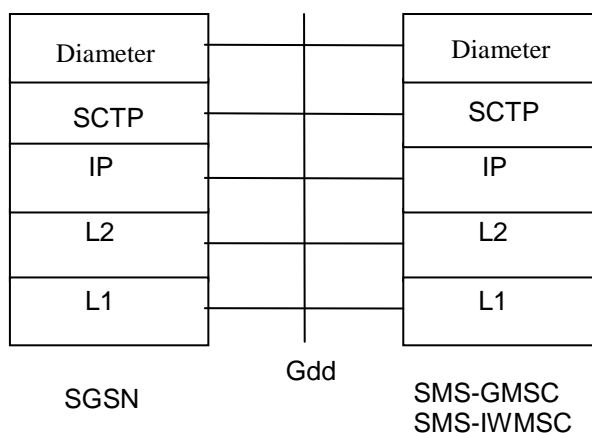 Diameter
Diameter
SCTP
SCTP
IP
IP
L2
L2
L1
L1
Gdd
SGSN
SMS-GMSC
SMS-IWMSC